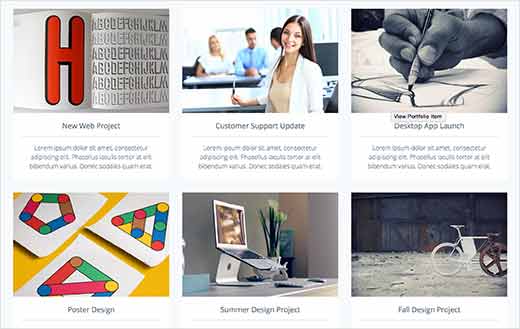 H
ABCDEFGHIJKLM
ABCDEFGHIJKLM
ABCDEFGHIJKLM
ABCDEFGHIJKLM
ABCDEFGHIJKLM
New Web Project
Lorem ipsum dolor sit amet, consectetur
adipiscing elit. Phasellus iaculis tortor at elit
bibendum varius. Donec sodales quam erat.
Customer Support Update
Lorem ipsum dolor sit amet, consectetur
adipiscing elit. Phasellus iaculis tortor at elit
bibendum varius. Donec sodales quam erat.
View Portfolio Item
Desktop App Launch
Lorem ipsum dolor sit amet, consectetur
adipiscing elit. Phasellus iaculis tortor at elit
bibendum varius. Donec sodales quam erat.
Poster Design
Summer Design Project
Fall Design Project